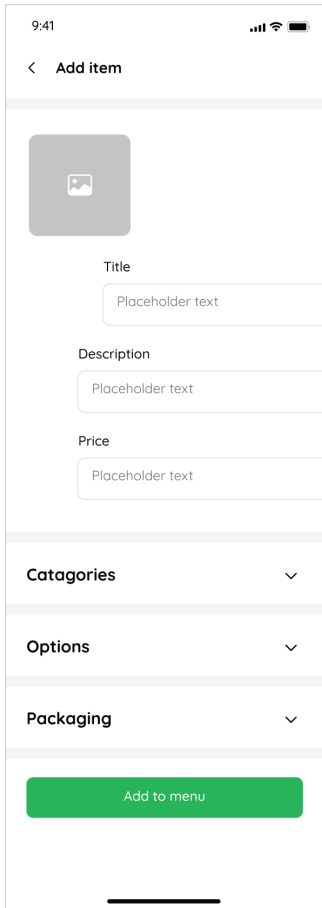 9:41
Add item
Title
Placeholder text
Description
Placeholder text
Price
Placeholder text
Catagories
Options
Packaging
Add to menu